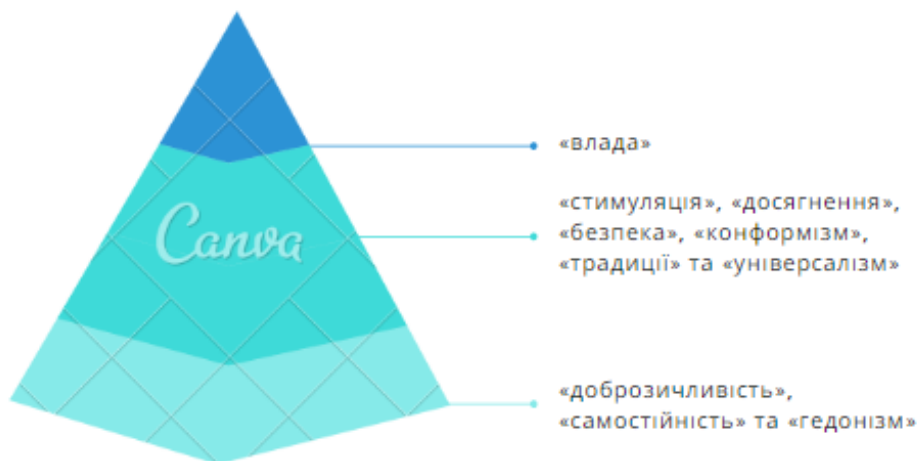 «влада»
«стимуляція», «досягнення»,
«безпека», «конформізм»,
«традиції» та «універсалізм»
Canva
«доброзичливість»,
«самостійність» та «гедонізм»